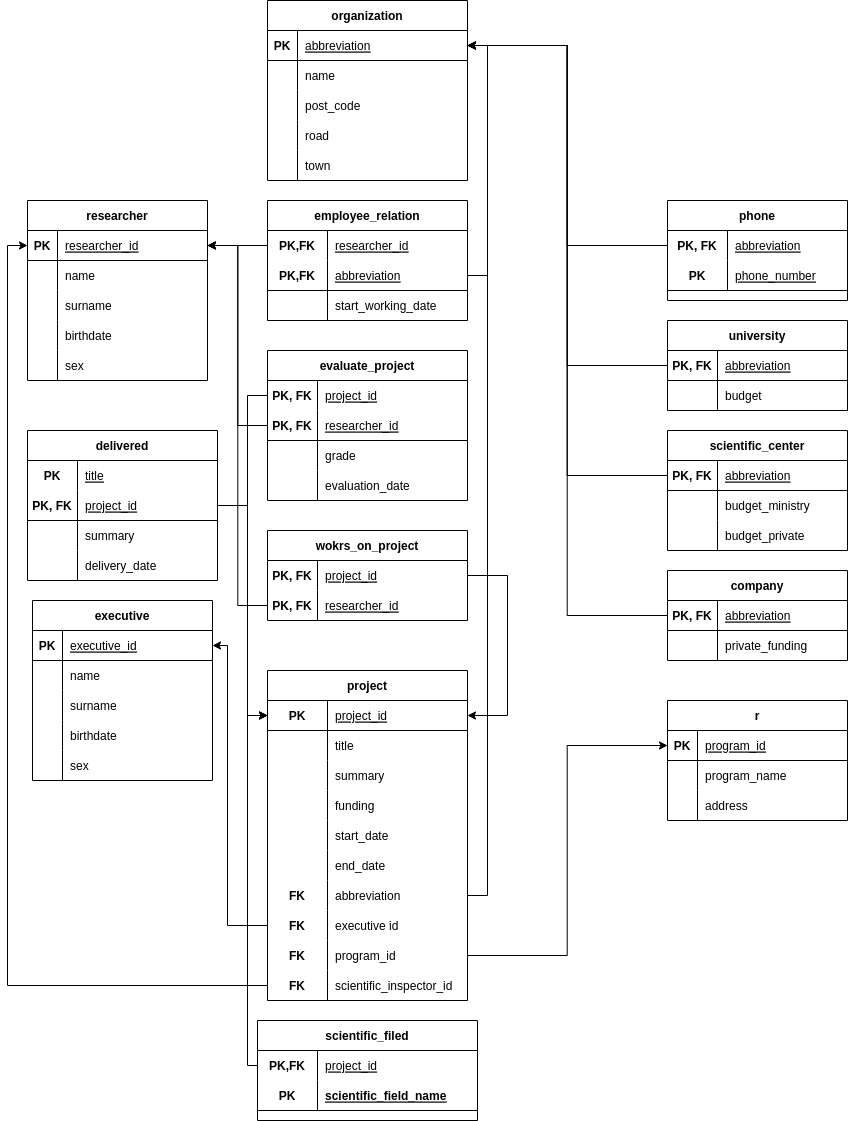 organization
PK abbreviation
name
post_code
road
town
researcher
PK researcher_id
name
surname
birthdate
sex
employee_relation
PK,FK researcher_id
PK,FK abbreviation
start_working_date
phone
PK, FK abbreviation
PK phone_number
university
PK, FK abbreviation
budget
evaluate_project
PK, FK project_id
PK, FK researcher_id
grade
evaluation_date
delivered
PK title
PK, FK project_id
summary
delivery_date
scientific_center
PK, FK abbreviation
budget_ministry
budget_private
wokrs_on_project
PK, FK project_id
PK, FK researcher_id
company
PK, FK abbreviation
private_funding
executive
PK executive_id
name
surname
birthdate
sex
project
PK project_id
title
summary
funding
start_date
end_date
FK abbreviation
FK executive id
FK program_id
FK scientific_inspector_id
r
PK program_id
program_name
address
scientific_filed
PK,FK project_id
PK scientific_field_name